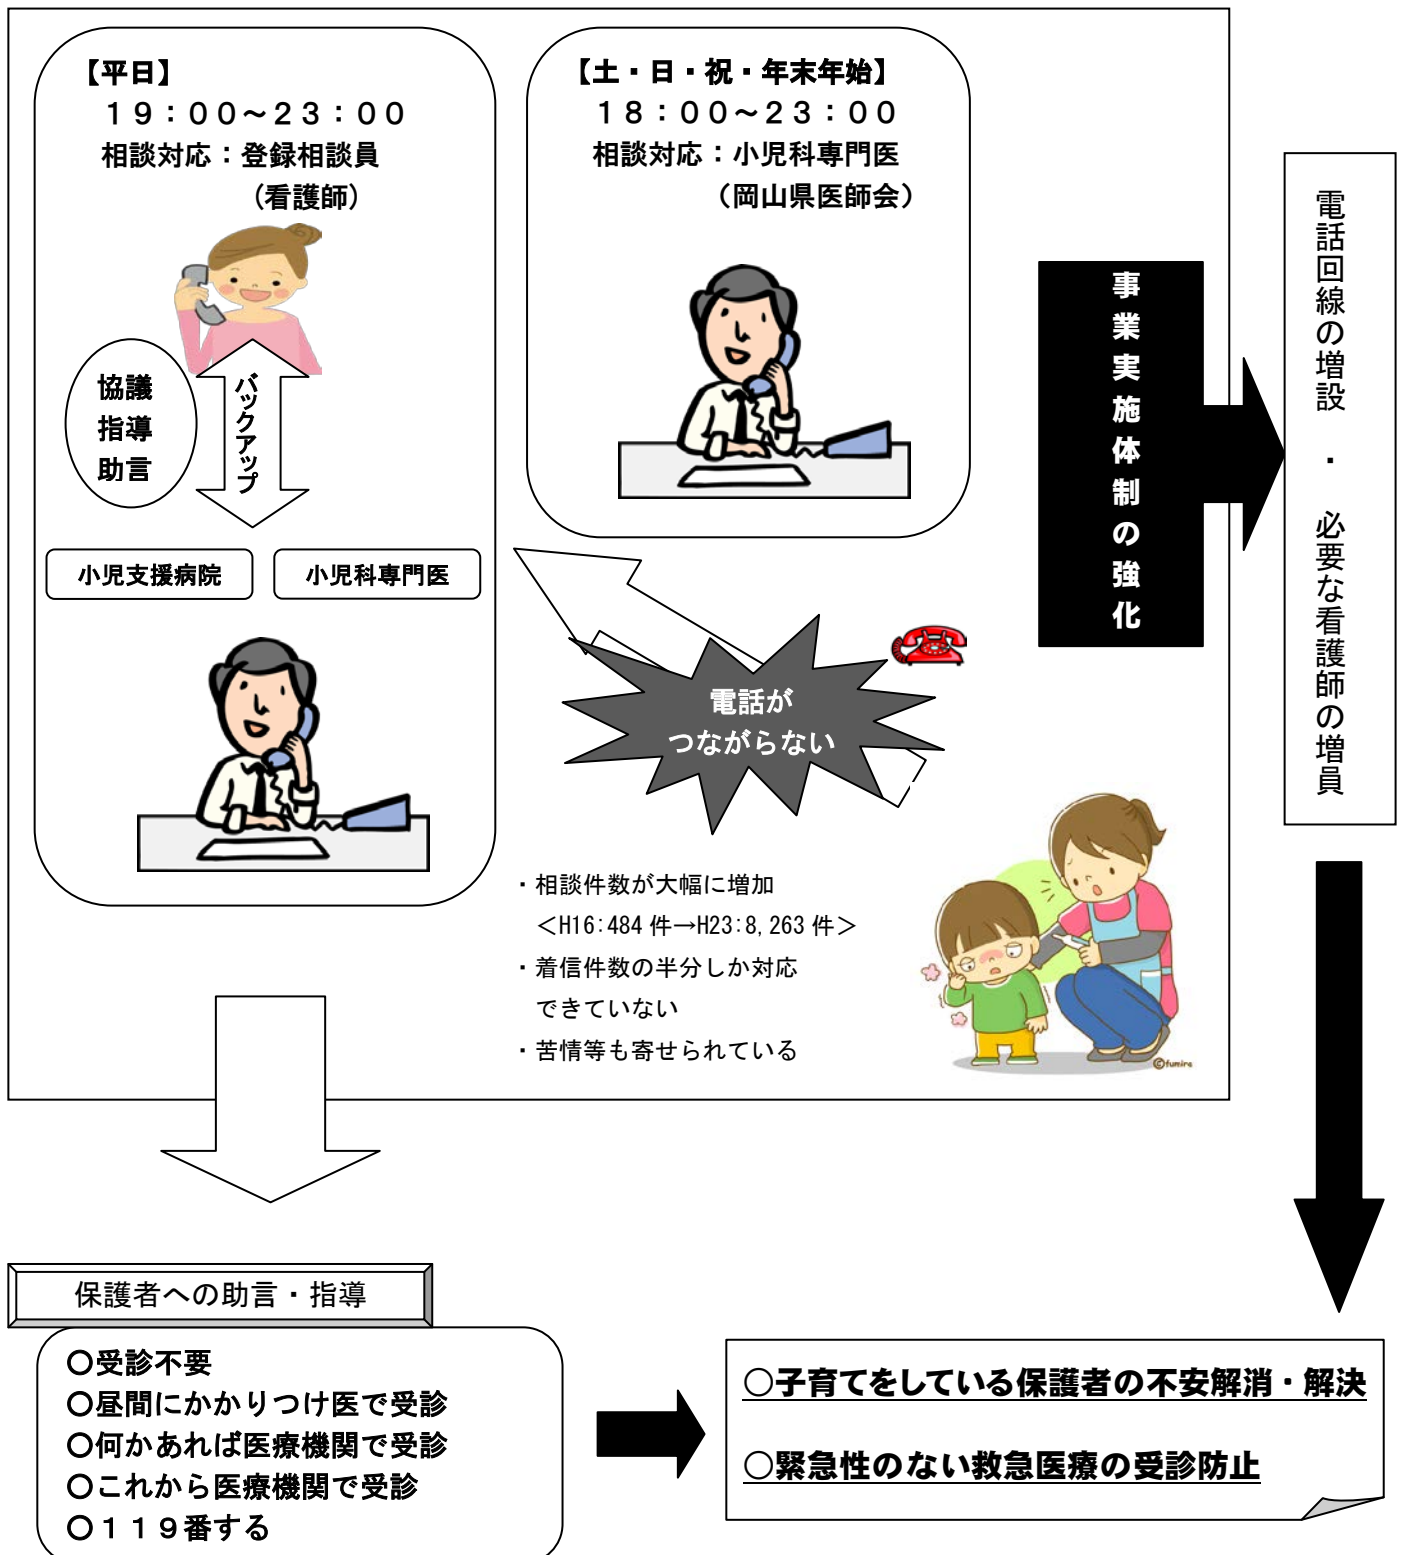 【平日】
１９：００～２３：００
相談対応：登録相談員
（看護師）
協議
指導
助言
バックアップ
小児支援病院
小児科専門医
【土・日・祝・年末年始】
１８：００～２３：００
相談対応：小児科専門医
（岡山県医師会）
電話が
つながらない
・相談件数が大幅に増加
＜H16:484 件→H23:8,263 件＞
・着信件数の半分しか対応
できていない
・苦情等も寄せられている
©fumira
事業実施体制の強化
電話回線の増設 ・ 必要な看護師の増員
保護者への助言・指導
○受診不要
○昼間にかかりつけ医で受診
○何かあれば医療機関で受診
○これから医療機関で受診
○１１９番する
○子育てをしている保護者の不安解消・解決
○緊急性のない救急医療の受診防止